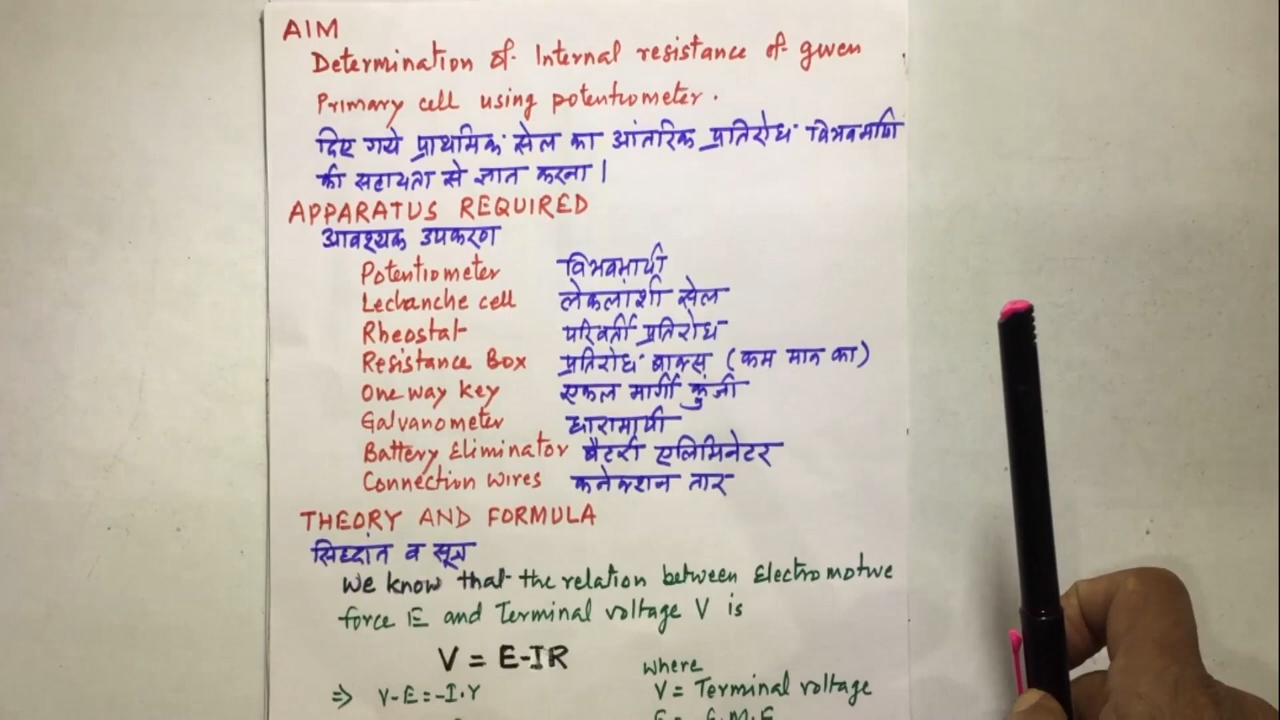 AIM
Determination of Internal resistance of given
Primary cell using potentiometer.
दिए गये प्राथमिक सेल का आंतरिक प्रतिरोध विभवमापी
की सहायता से ज्ञात करना।
APPARATUS REQUIRED
आवश्यक उपकरण
Potentiometer विभवमापी
Leclanche cell लेकलांशी सेल
Rheostat परिवर्ती प्रतिरोध
Resistance Box प्रतिरोध बाक्स (कम मान का)
One way key एकल मार्गी कुंजी
Galvanometer धारामापी
Battery Eliminator बैटरी एलिमिनेटर
Connection wires कनेक्शन तार
THEORY AND FORMULA
सिध्दांत व सूत्र
We know that the relation between Electromotive
force E and Terminal voltage V is
V = E-IR
where
⇒ V-E=-I.r V= Terminal voltage
E= E.M.F